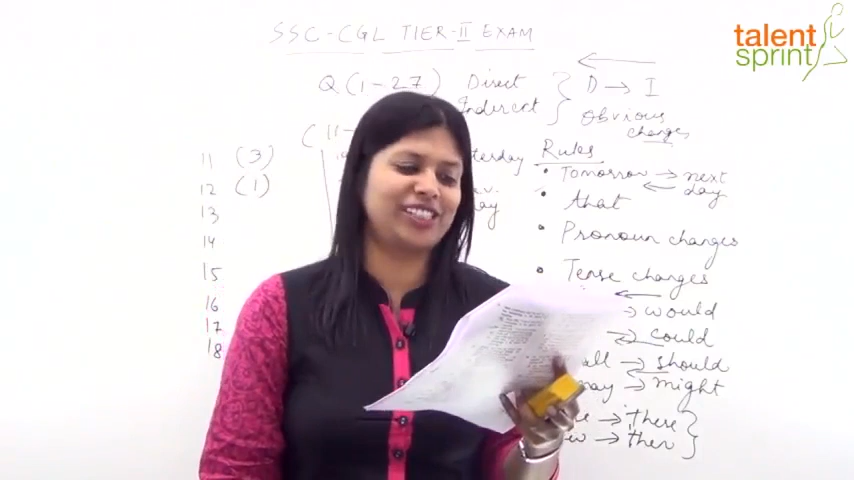 SSC-CGL TIER-II EXAM
talent
sprint
Q (1-27) Direct
Indirect
D → I
Obvious
changes
(11-
11 (3)
12 (1)
13
14
15
16
17
18
Rules
• Tomorrow → next
day
• that
• Pronoun changes
• Tense changes
→ would
→ could
→ should
→ might
→ there
→ then